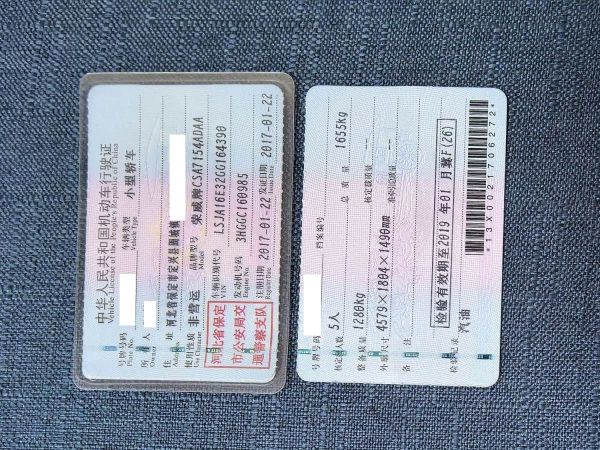 中华人民共和国机动车行驶证
Vehicle License of the People's Republic of China
号牌号码
Plate No.
车辆类型 小型轿车
Vehicle Type
所有人
Owner
住址 河北省保定市定兴县固城镇
Address
使用性质 非营运
Use Character
品牌型号 荣威牌CSA7154ADAA
Model
河北省保定
市公安局交
通警察支队
车辆识别代号 LSJA16E32GG164390
VIN
发动机号码 3HGGC160985
Engine No.
注册日期 2017-01-22
Register Date
发证日期 2017-01-22
Issue Date
号牌号码
档案编号
核定载人数 5人
总质量 1655kg
整备质量 1280kg
核定载质量 --
外廓尺寸 4579×1804×1490mm
准牵引总质量 --
备注
检验有效期至2019年01月冀F(26)
检验记录 汽油
*13X0021706272*